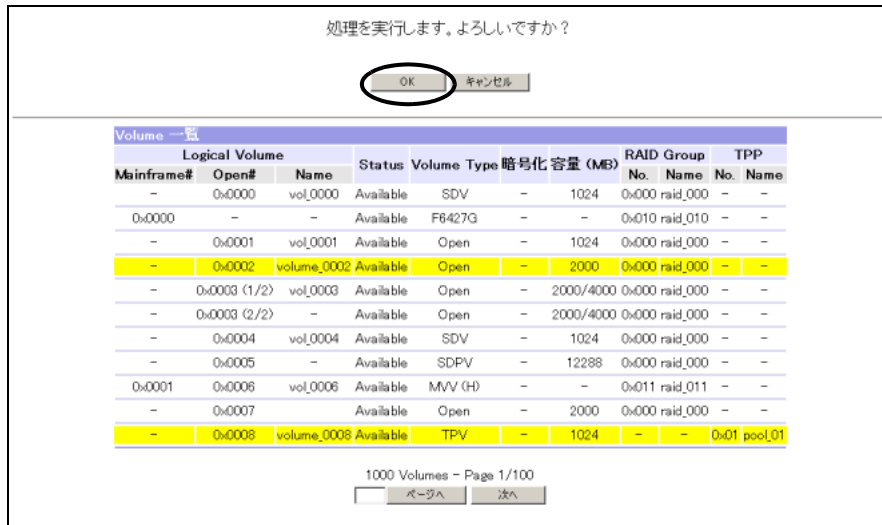 処理を実行します。よろしいですか？
OK キャンセル
Volume 一覧
Logical Volume Status Volume Type 暗号化 容量 (MB) RAID Group TPP
Mainframe# Open# Name No. Name No. Name
- 0x0000 vol_0000 Available SDV - 1024 0x000 raid_000 - -
0x0000 - - Available F6427G - - 0x010 raid_010 - -
- 0x0001 vol_0001 Available Open - 1024 0x000 raid_000 - -
- 0x0002 volume_0002 Available Open - 2000 0x000 raid_000 - -
- 0x0003 (1/2) vol_0003 Available Open - 2000/4000 0x000 raid_000 - -
- 0x0003 (2/2) - Available Open - 2000/4000 0x000 raid_000 - -
- 0x0004 vol_0004 Available SDV - 1024 0x000 raid_000 - -
- 0x0005 - Available SDPV - 12288 0x000 raid_000 - -
0x0001 0x0006 vol_0006 Available MVV (H) - - 0x011 raid_011 - -
- 0x0007 Available Open - 2000 0x000 raid_000 - -
- 0x0008 volume_0008 Available TPV - 1024 - - 0x01 pool_01
1000 Volumes - Page 1/100
ページへ 次へ